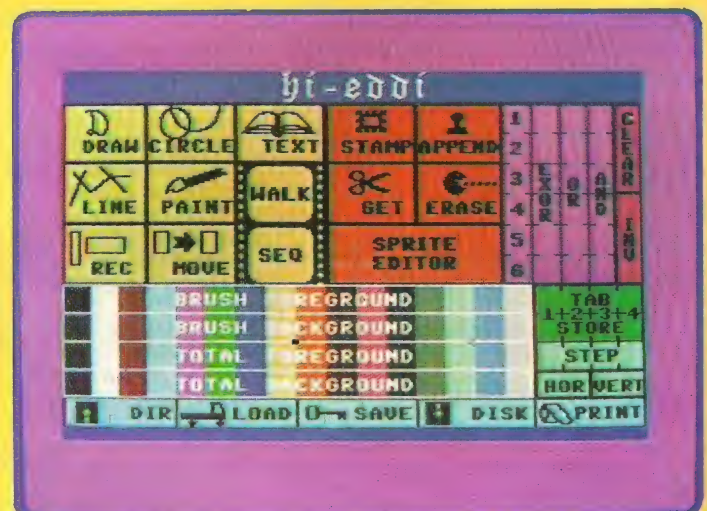 hi-eddi
DRAW CIRCLE TEXT STAMP APPEND
LINE PAINT WALK GET ERASE
REC MOVE SEQ SPRITE EDITOR
1
2
3
4
5
6
EXOR
OR
AND
CLEAR
INV
BRUSH FOREGROUND
BRUSH BACKGROUND
TOTAL FOREGROUND
TOTAL BACKGROUND
TAB
1+2+3+4
STORE
STEP
HOR VERT
DIR LOAD SAVE DISK PRINT